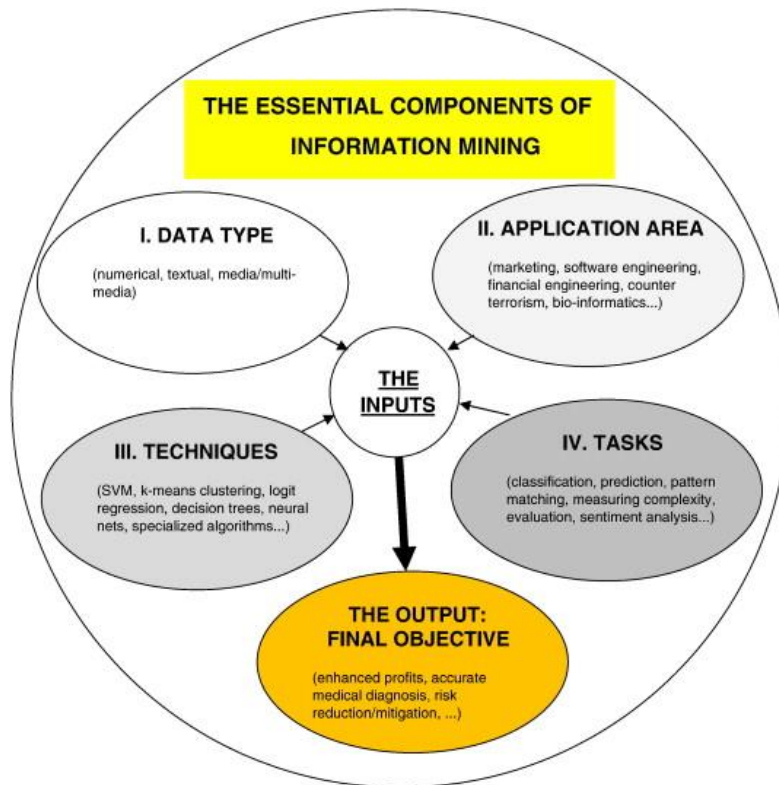 THE ESSENTIAL COMPONENTS OF
INFORMATION MINING
I. DATA TYPE
(numerical, textual, media/multi-
media)
II. APPLICATION AREA
(marketing, software engineering,
financial engineering, counter
terrorism, bio-informatics...)
THE
INPUTS
III. TECHNIQUES
(SVM, k-means clustering, logit
regression, decision trees, neural
nets, specialized algorithms...)
IV. TASKS
(classification, prediction, pattern
matching, measuring complexity,
evaluation, sentiment analysis...)
THE OUTPUT:
FINAL OBJECTIVE
(enhanced profits, accurate
medical diagnosis, risk
reduction/mitigation, ...)